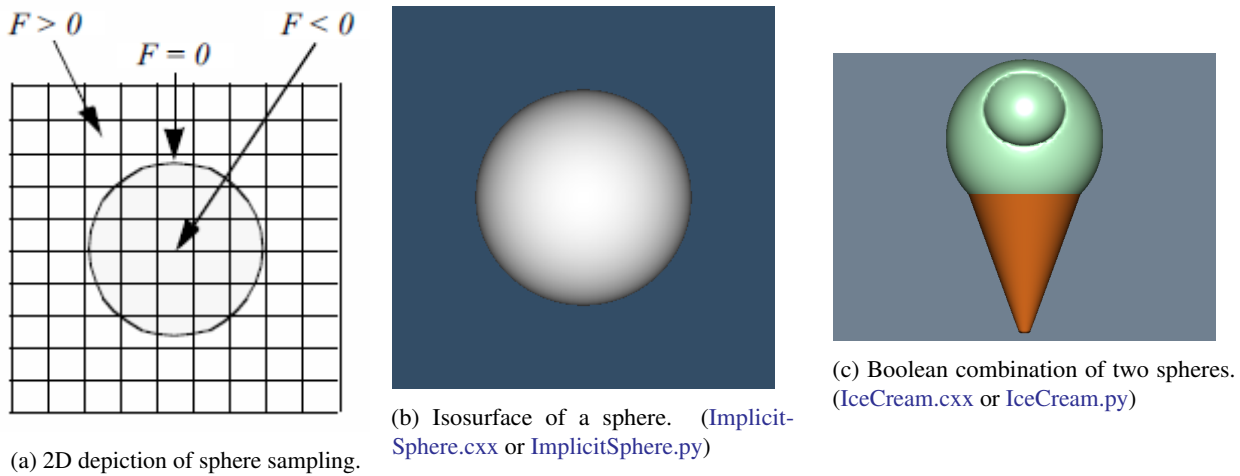 F > 0
F < 0
F = 0
(a) 2D depiction of sphere sampling.
(b) Isosurface of a sphere. (Implicit-
Sphere.cxx or ImplicitSphere.py)
(c) Boolean combination of two spheres.
(IceCream.cxx or IceCream.py)